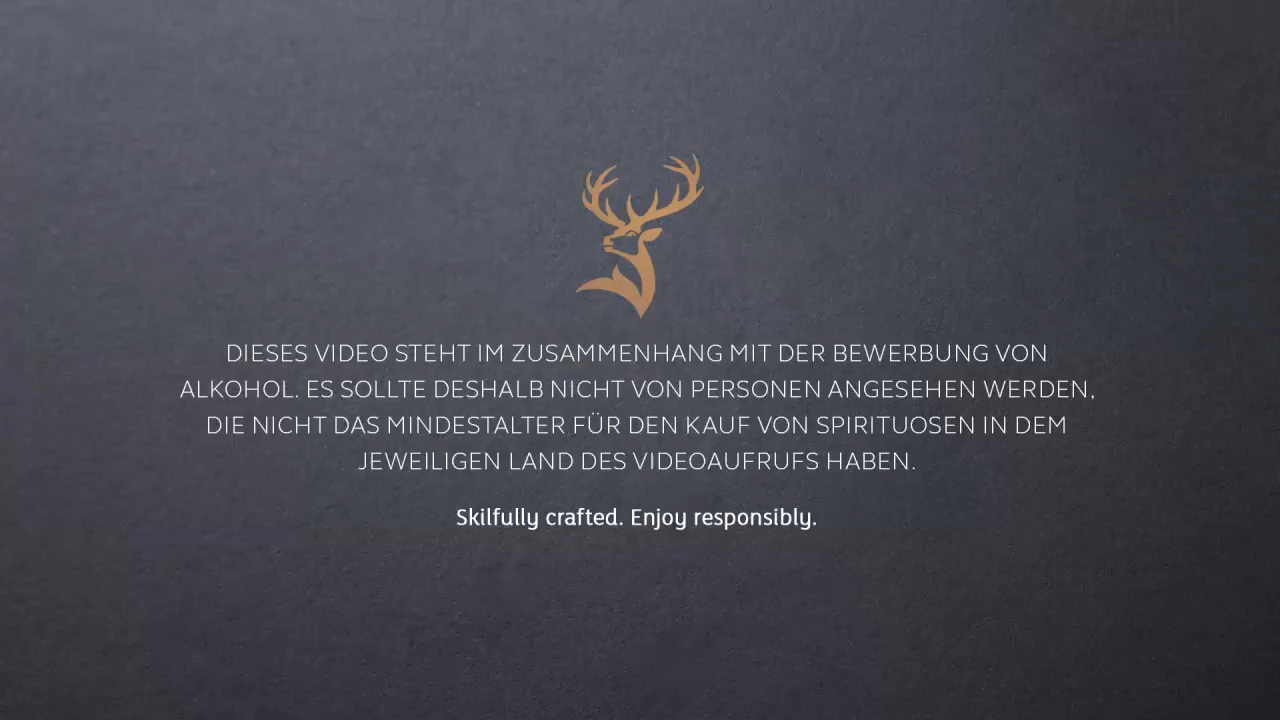 DIESES VIDEO STEHT IM ZUSAMMENHANG MIT DER BEWERBUNG VON
ALKOHOL. ES SOLLTE DESHALB NICHT VON PERSONEN ANGESEHEN WERDEN,
DIE NICHT DAS MINDESTALTER FÜR DEN KAUF VON SPIRITUOSEN IN DEM
JEWEILIGEN LAND DES VIDEOAUFRUFS HABEN.
Skilfully crafted. Enjoy responsibly.